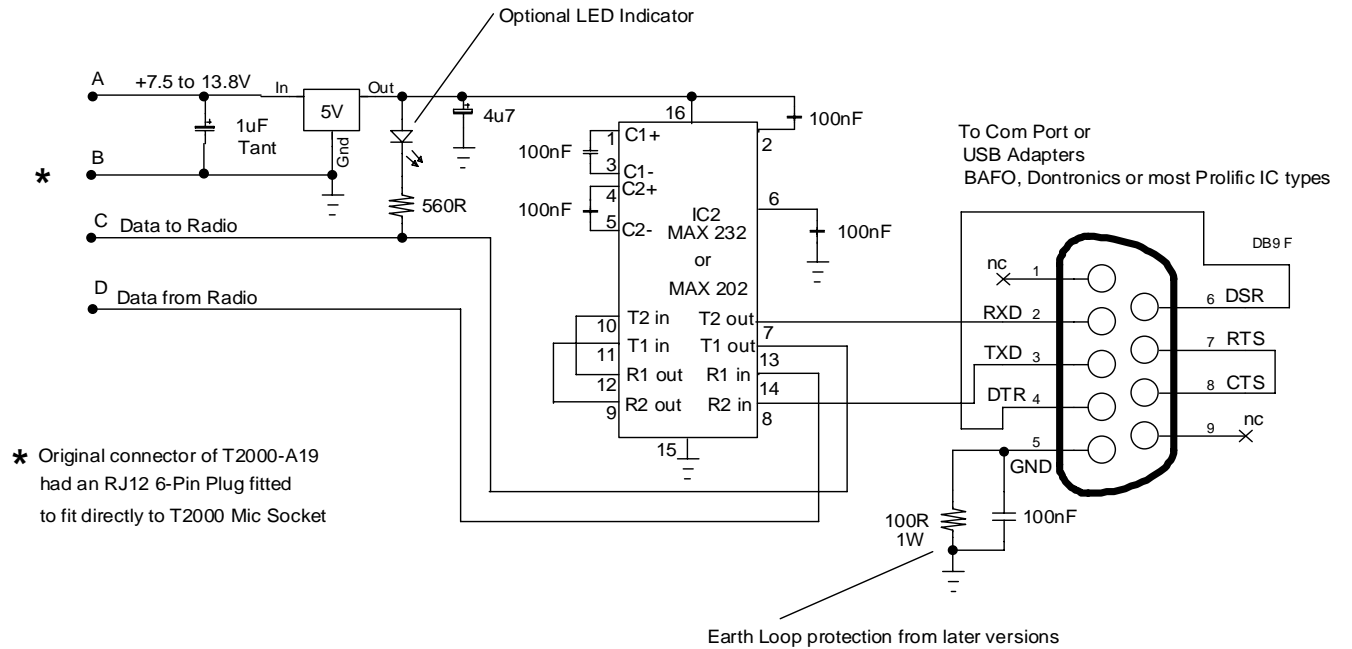 Optional LED Indicator
A
+7.5 to 13.8V
In
Out
5V
Gnd
1uF
Tant
4u7
B
*
560R
C
Data to Radio
D
Data from Radio
16
100nF
2
1
C1+
100nF
3
C1-
C2+
4
100nF
5
C2-
6
100nF
IC2
MAX 232
or
MAX 202
T2 in
T2 out
10
7
T1 in
T1 out
11
13
R1 out
R1 in
12
14
R2 out
R2 in
9
8
15
To Com Port or
USB Adapters
BAFO, Dontronics or most Prolific IC types
DB9 F
nc
1
6
DSR
RXD
2
7
RTS
TXD
3
8
CTS
DTR
4
9
nc
5
GND
100R
1W
100nF
* Original connector of T2000-A19
had an RJ12 6-Pin Plug fitted
to fit directly to T2000 Mic Socket
Earth Loop protection from later versions